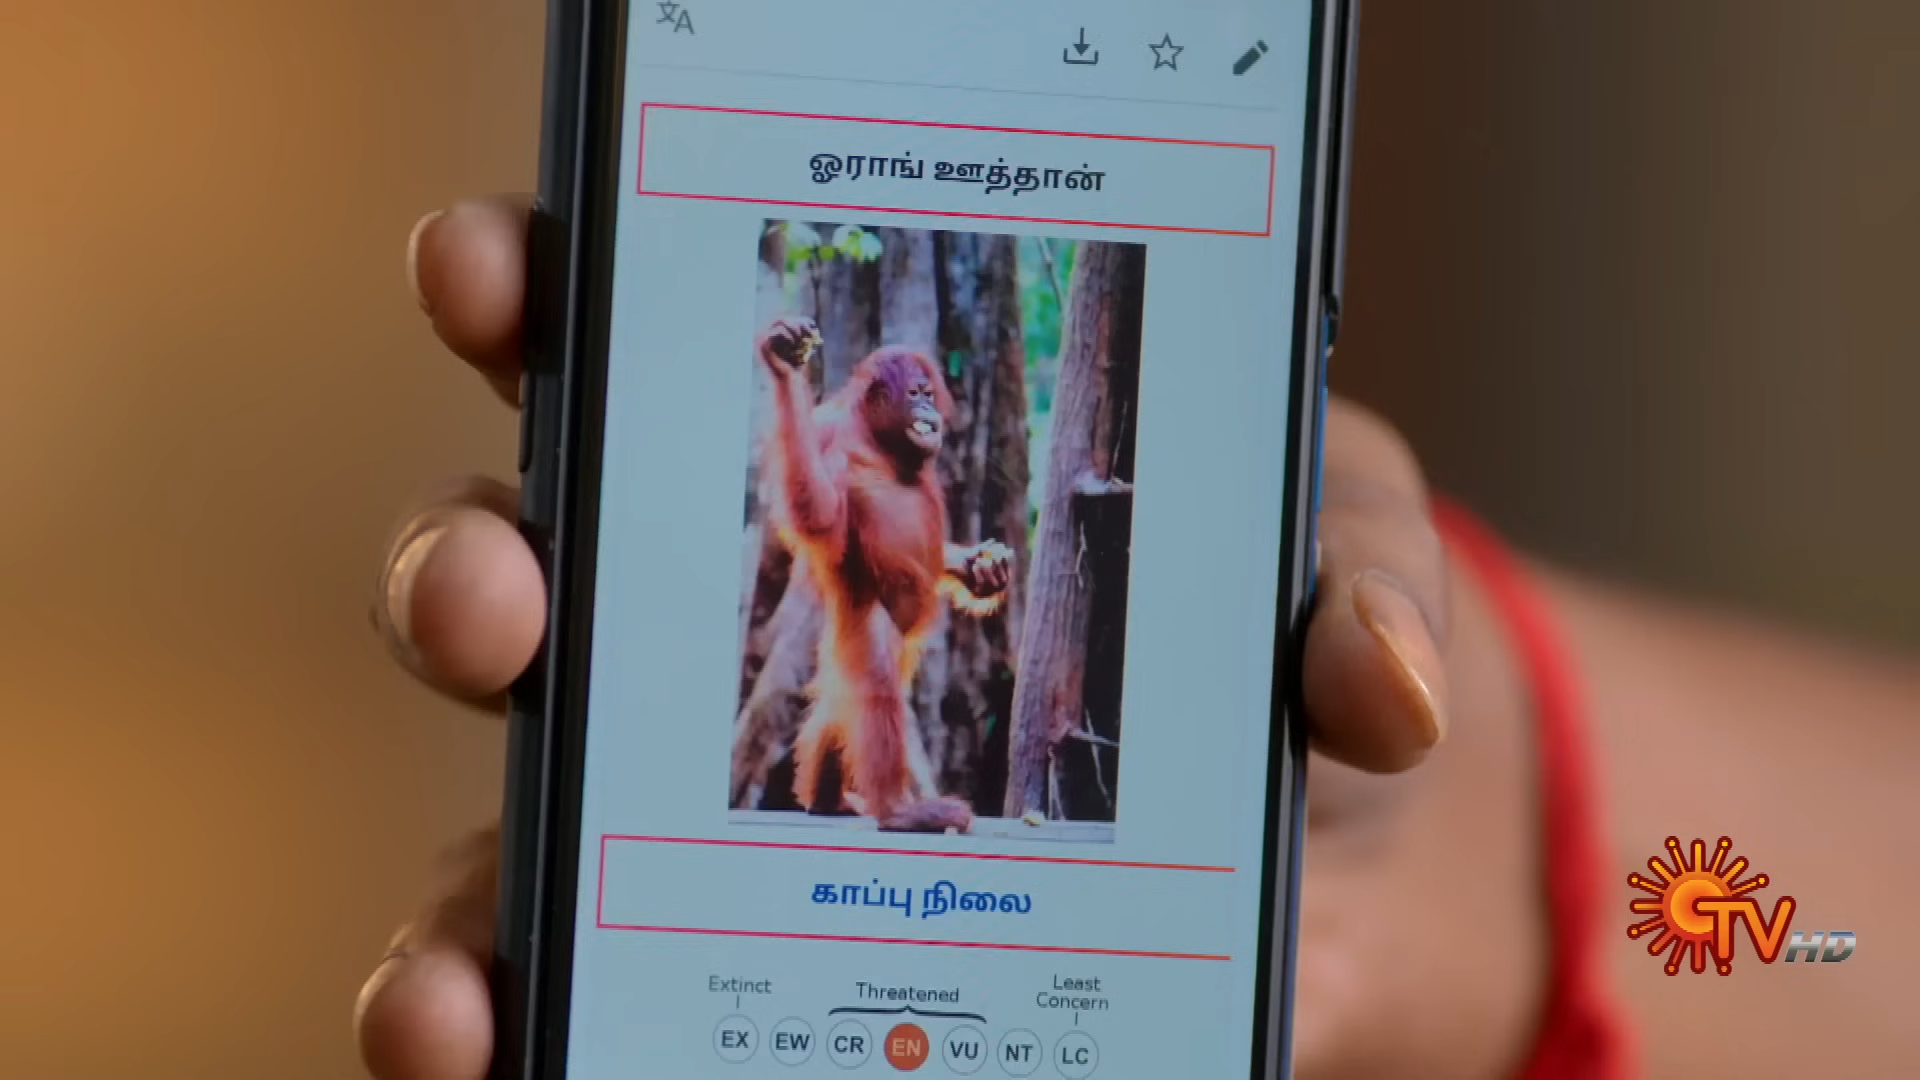 ஓராங் ஊத்தான்
காப்பு நிலை
Extinct
Threatened
Least
Concern
EX EW CR EN VU NT LC
TV HD